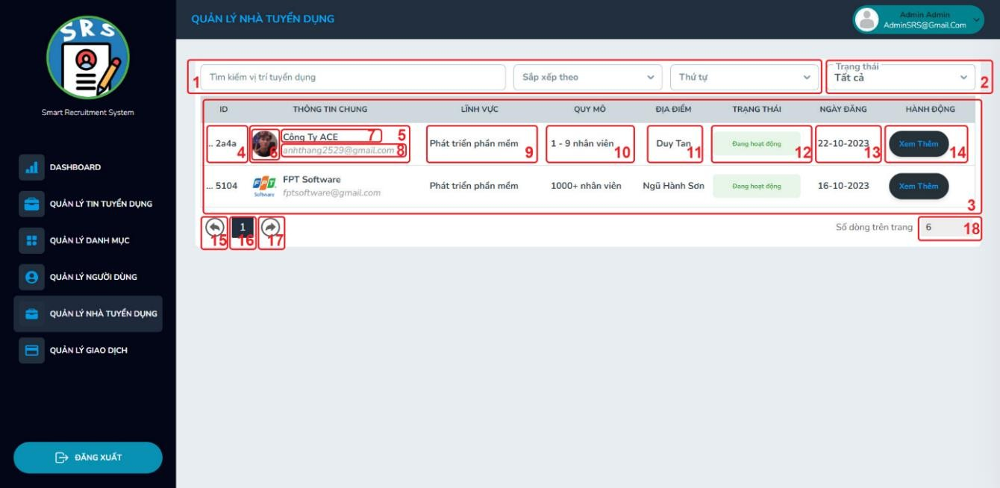 SRS
Smart Recruitment System
DASHBOARD
QUẢN LÝ TIN TUYỂN DỤNG
QUẢN LÝ DANH MỤC
QUẢN LÝ NGƯỜI DÙNG
QUẢN LÝ NHÀ TUYỂN DỤNG
QUẢN LÝ GIAO DỊCH
ĐĂNG XUẤT
QUẢN LÝ NHÀ TUYỂN DỤNG
Admin Admin
AdminSRS@Gmail.Com
1 Tìm kiếm vị trí tuyển dụng Sắp xếp theo Thứ tự
Trạng thái
Tất cả 2
ID THÔNG TIN CHUNG LĨNH VỰC QUY MÔ ĐỊA ĐIỂM TRẠNG THÁI NGÀY ĐĂNG HÀNH ĐỘNG
... 2a4a 4 6 Công Ty ACE 7 5
anhthang2529@gmail.com 8
Phát triển phần mềm 9 1 - 9 nhân viên 10 Duy Tan 11 Đang hoạt động 12 22-10-2023 13 Xem Thêm 14
... 5104 FPT Software FPT Software
fptsoftware@gmail.com
Phát triển phần mềm 1000+ nhân viên Ngũ Hành Sơn Đang hoạt động 16-10-2023 Xem Thêm
3
15 1 16 17 Số dòng trên trang 6 18